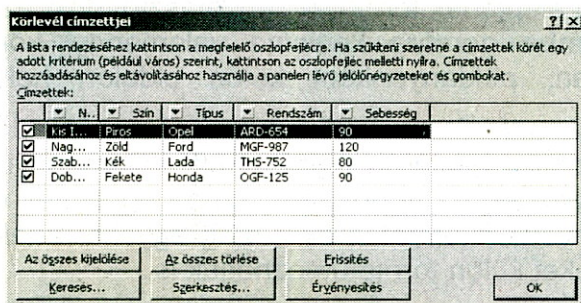 Körlevél címzettjei
A lista rendezéséhez kattintson a megfelelő oszlopfejlécre. Ha szűkíteni szeretné a címzettek körét egy
adott kritérium (például város) szerint, kattintson az oszlopfejléc melletti nyílra. Címzettek
hozzáadásához és eltávolításához használja a panelen lévő jelölőnégyzeteket és gombokat.
Címzettek:
N... Szín Típus Rendszám Sebesség
Kis I... Piros Opel ARD-654 90
Nag... Zöld Ford MGF-987 120
Szab... Kék Lada THS-752 80
Dob... Fekete Honda OGF-125 90
Az összes kijelölése Az összes törlése Frissítés
Keresés... Szerkesztés... Érvényesítés OK